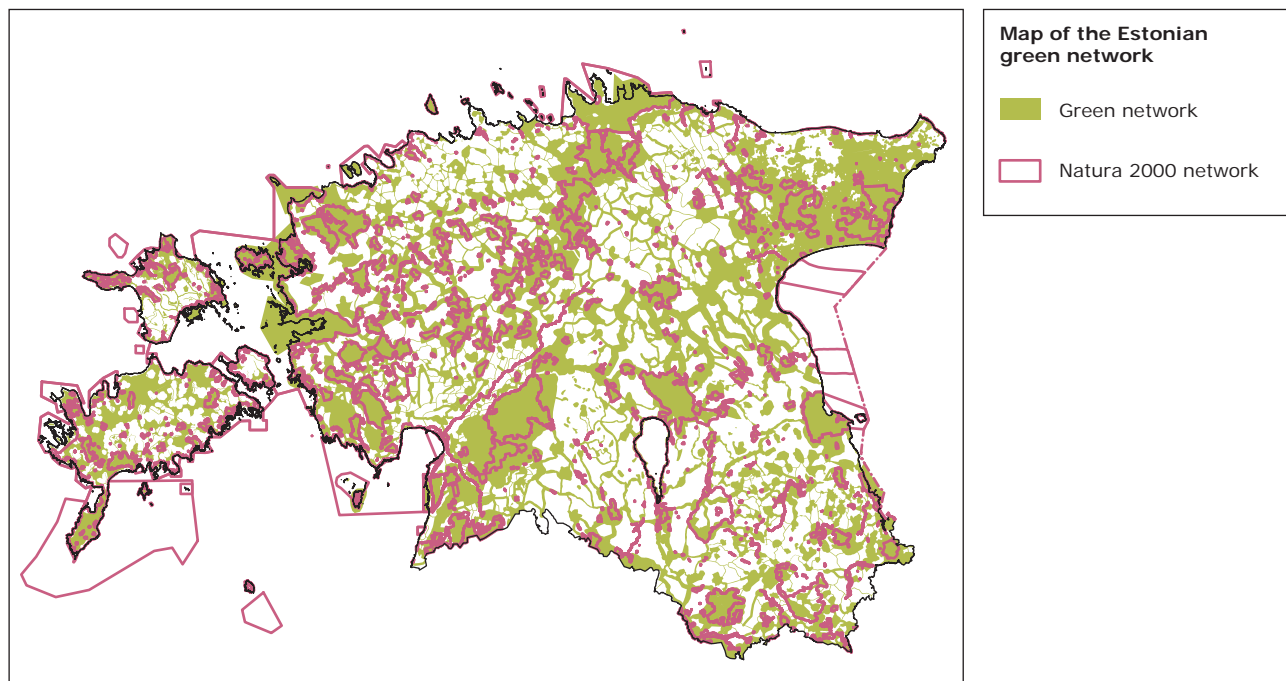 Map of the Estonian
green network
Green network
Natura 2000 network